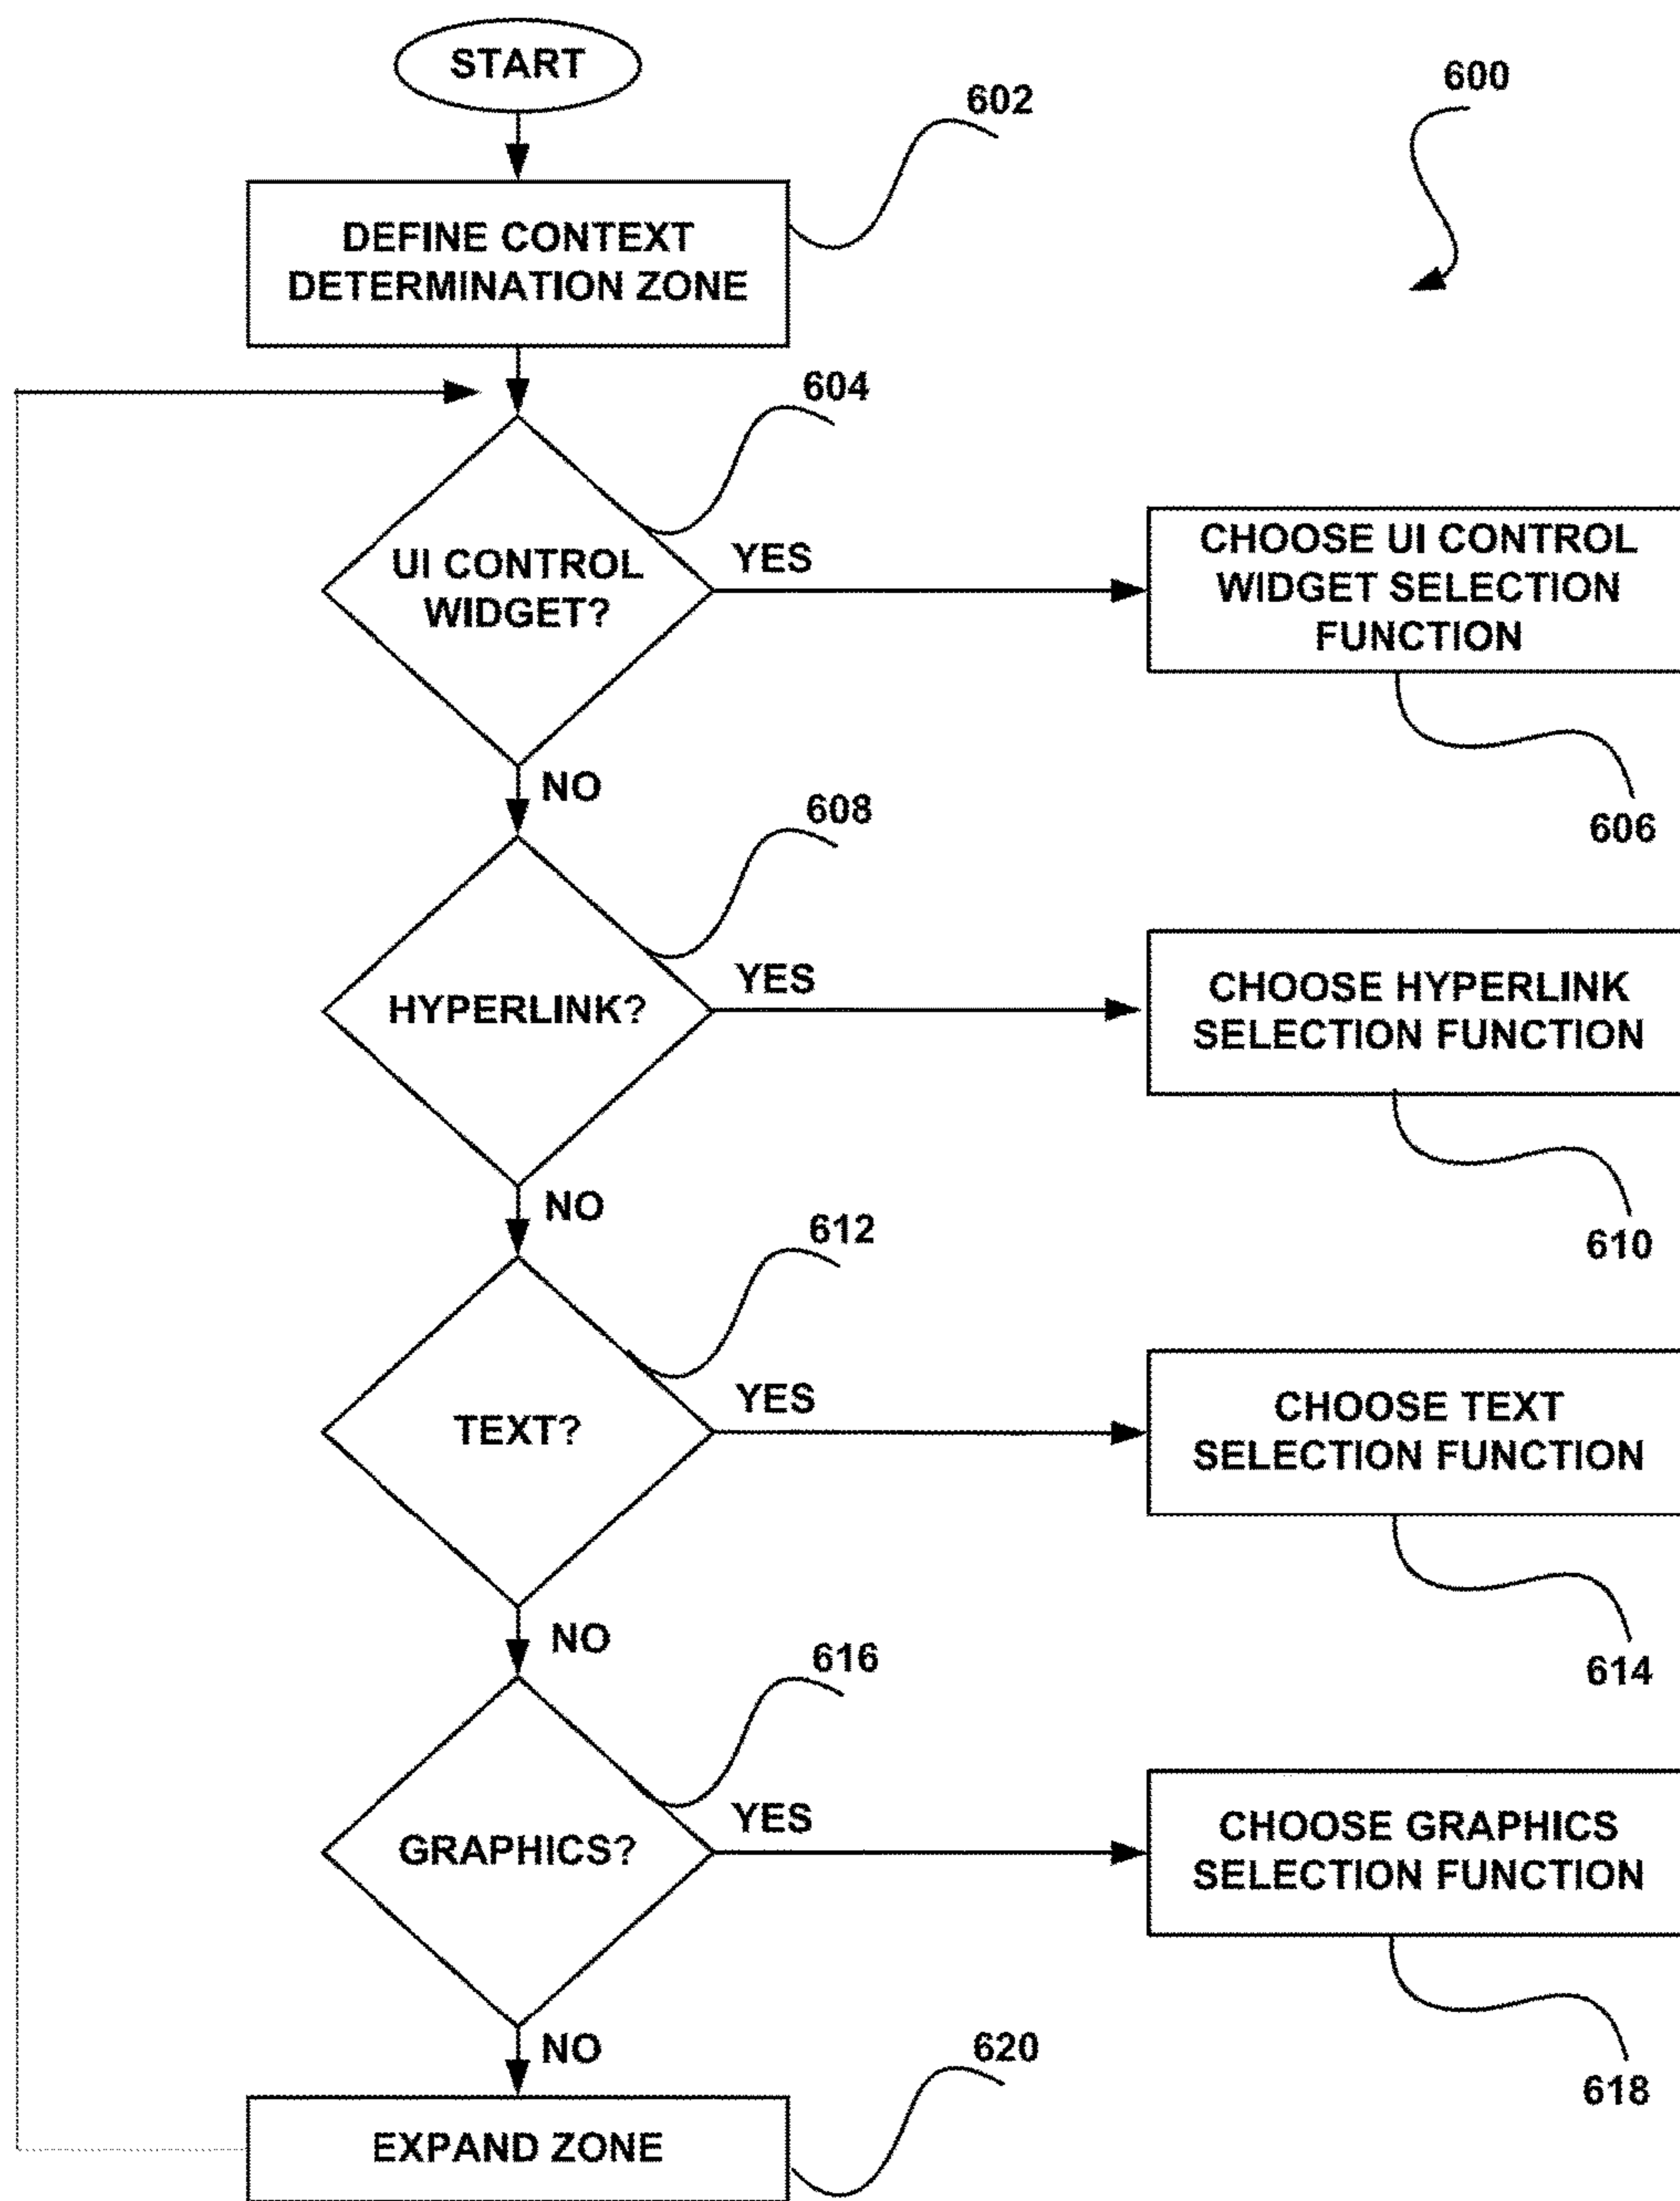 START
600
602
DEFINE CONTEXT
DETERMINATION ZONE
604
UI CONTROL
WIDGET?
YES
CHOOSE UI CONTROL
WIDGET SELECTION
FUNCTION
606
NO
608
HYPERLINK?
YES
CHOOSE HYPERLINK
SELECTION FUNCTION
610
NO
612
TEXT?
YES
CHOOSE TEXT
SELECTION FUNCTION
614
NO
616
GRAPHICS?
YES
CHOOSE GRAPHICS
SELECTION FUNCTION
618
NO
620
EXPAND ZONE